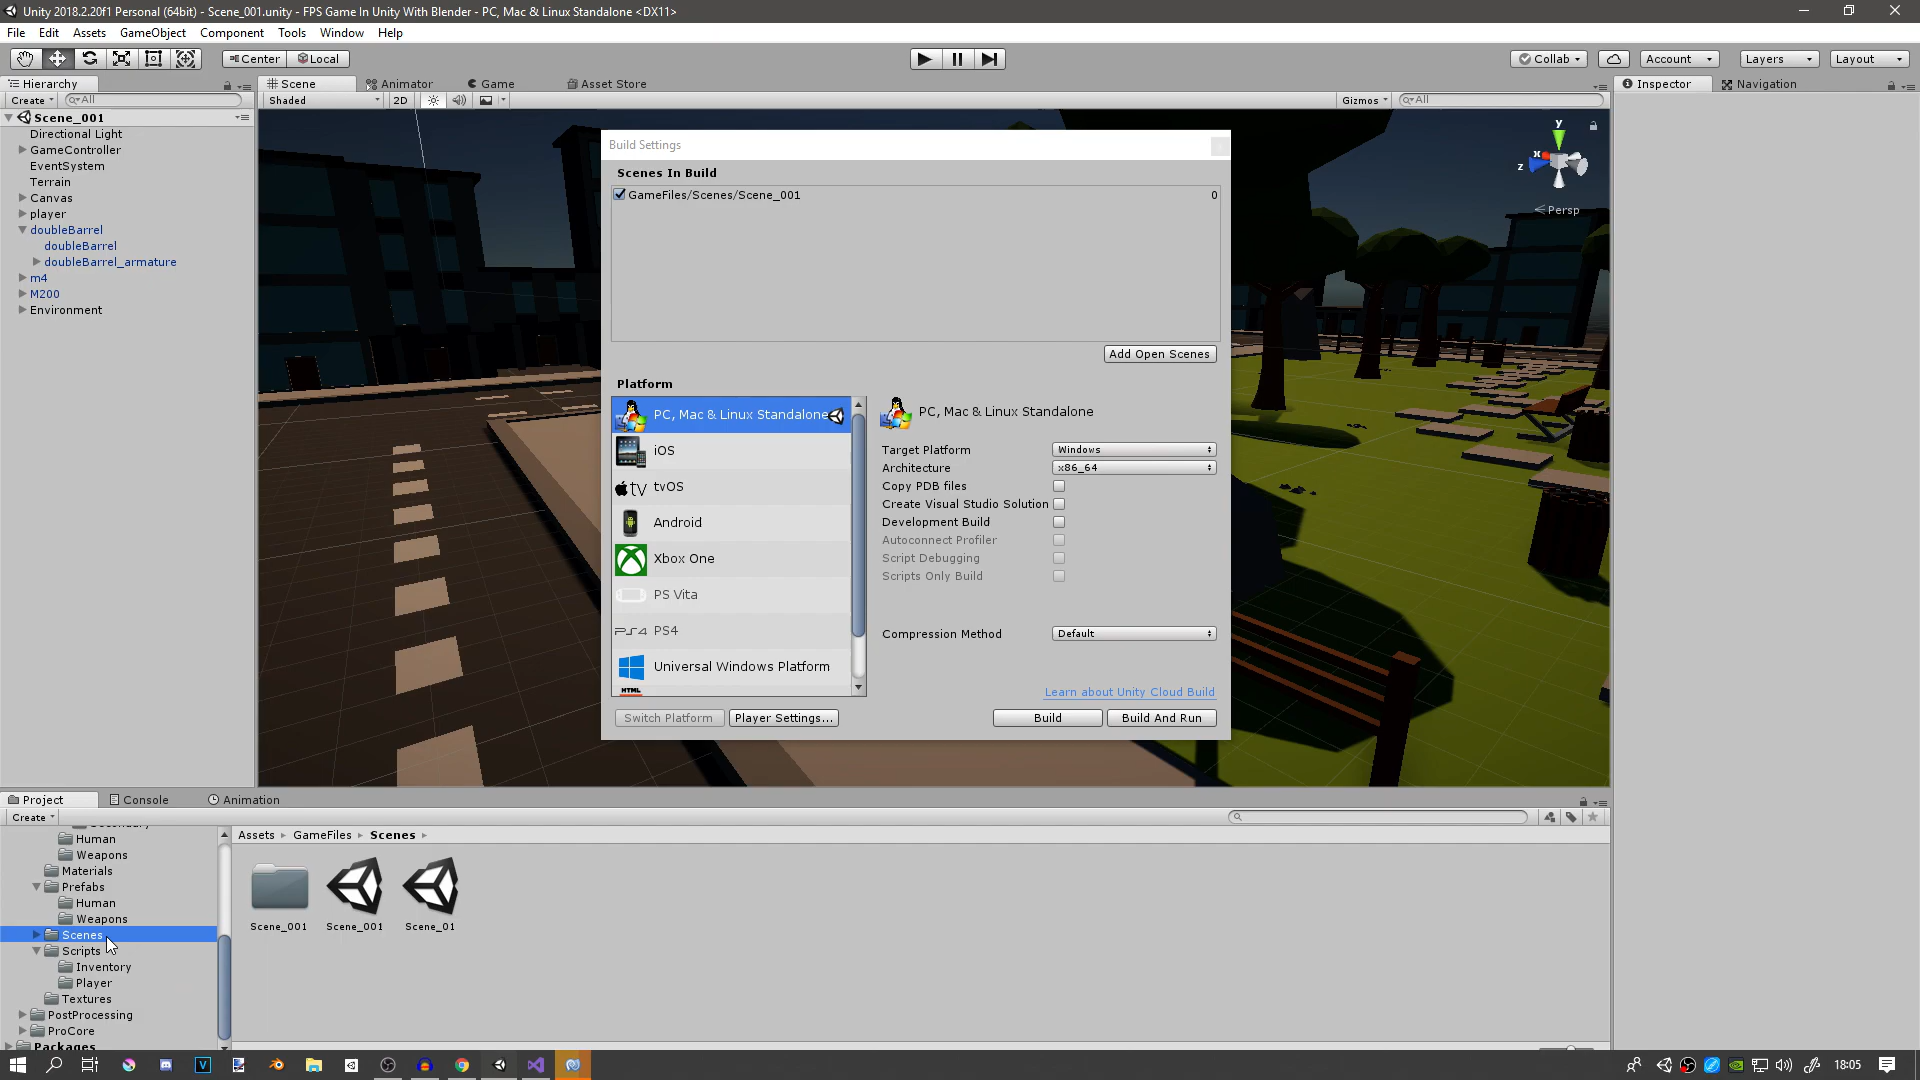 Unity 2018.2.20f1 Personal (64bit) - Scene_001.unity - FPS Game In Unity With Blender - PC, Mac & Linux Standalone <DX11>
File Edit Assets GameObject Component Tools Window Help
Center Local Collab Account Layers Layout
Hierarchy Scene Animator Game Asset Store Inspector Navigation
Create All Shaded 2D Gizmos All
Scene_001
Directional Light
GameController
EventSystem
Terrain
Canvas
player
doubleBarrel
doubleBarrel
doubleBarrel_armature
m4
M200
Environment
y
x
z
Persp
Build Settings
Scenes In Build
GameFiles/Scenes/Scene_001 0
Add Open Scenes
Platform
PC, Mac & Linux Standalone
iOS
tv tvOS
Android
Xbox One
PS Vita
PS4 PS4
Universal Windows Platform
HTML
PC, Mac & Linux Standalone
Target Platform Windows
Architecture x86_64
Copy PDB files
Create Visual Studio Solution
Development Build
Autoconnect Profiler
Script Debugging
Scripts Only Build
Compression Method Default
Learn about Unity Cloud Build
Switch Platform Player Settings... Build Build And Run
Project Console Animation
Create
Human
Weapons
Materials
Prefabs
Human
Weapons
Scenes
Scripts
Inventory
Player
Textures
PostProcessing
ProCore
Packages
Assets GameFiles Scenes
Scene_001 Scene_001 Scene_01
18:05